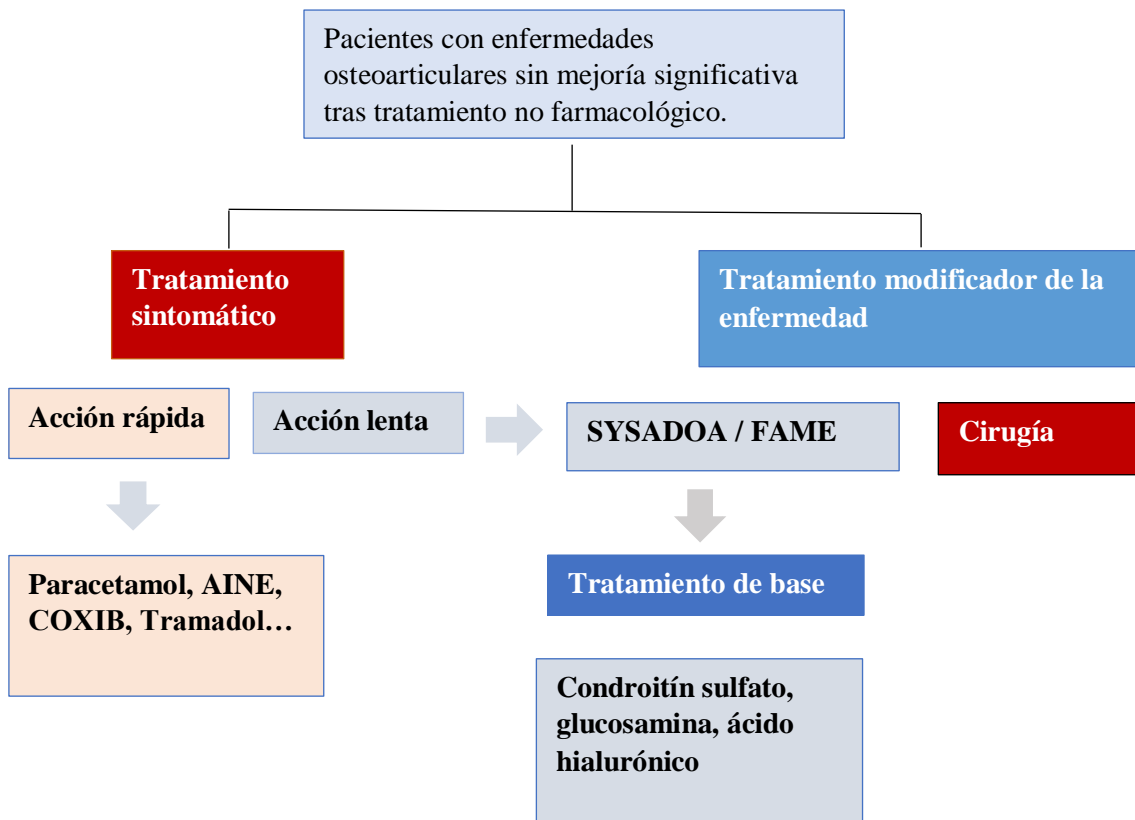 Pacientes con enfermedades
osteoarticulares sin mejoría significativa
tras tratamiento no farmacológico.
Tratamiento
sintomático
Tratamiento modificador de la
enfermedad
Acción rápida
Acción lenta
SYSADOA / FAME
Cirugía
Paracetamol, AINE,
COXIB, Tramadol…
Tratamiento de base
Condroitín sulfato,
glucosamina, ácido
hialurónico